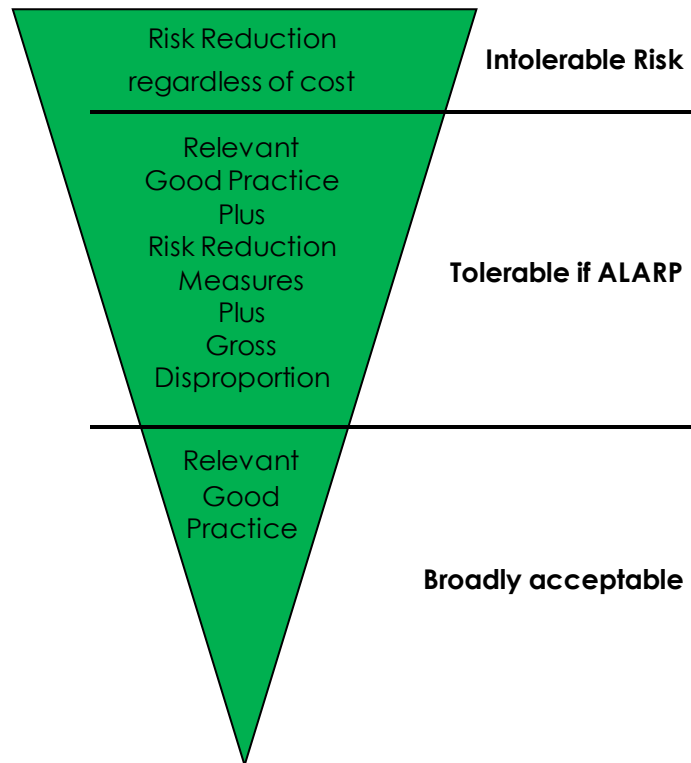 Risk Reduction
regardless of cost
Intolerable Risk
Relevant
Good Practice
Plus
Risk Reduction
Measures
Plus
Gross
Disproportion
Tolerable if ALARP
Relevant
Good
Practice
Broadly acceptable